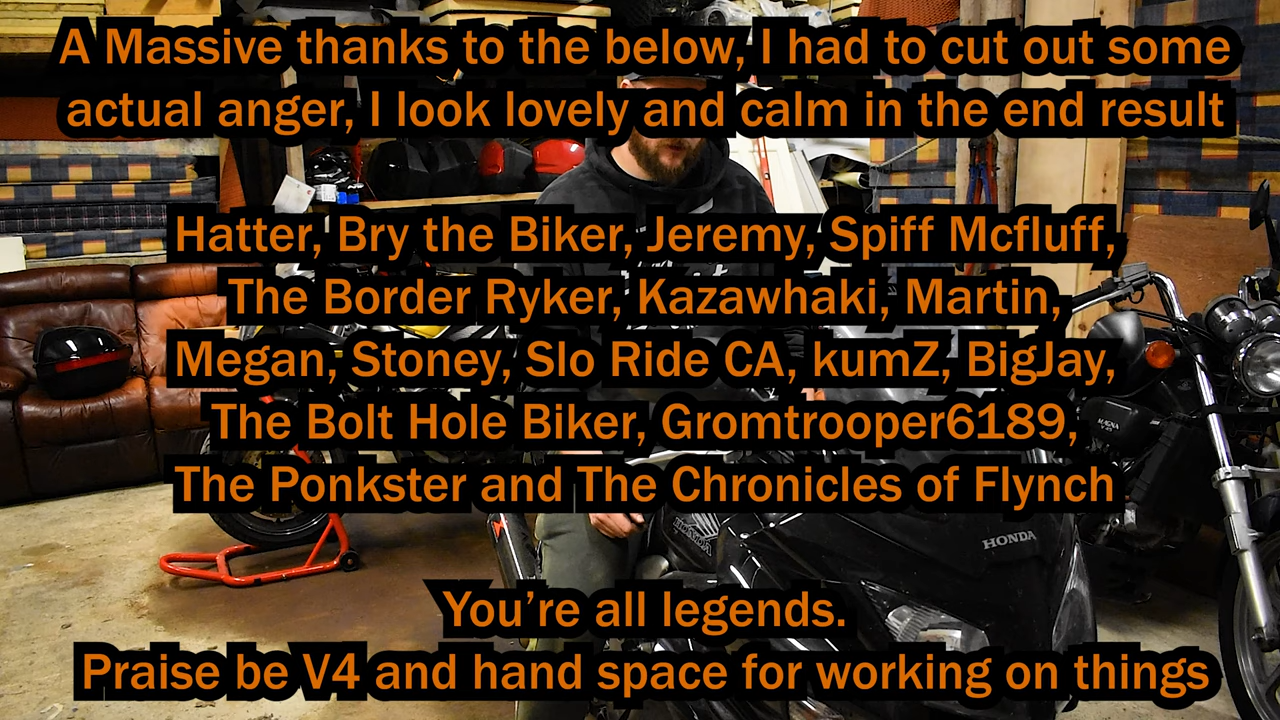 A Massive thanks to the below, I had to cut out some
actual anger, I look lovely and calm in the end result
Hatter, Bry the Biker, Jeremy, Spiff Mcfluff,
The Border Ryker, Kazawhaki, Martin,
Megan, Stoney, Slo Ride CA, kumZ, BigJay,
The Bolt Hole Biker, Gromtrooper6189,
The Ponkster and The Chronicles of Flynch
You’re all legends.
Praise be V4 and hand space for working on things
MAGNA
HONDA
HONDA